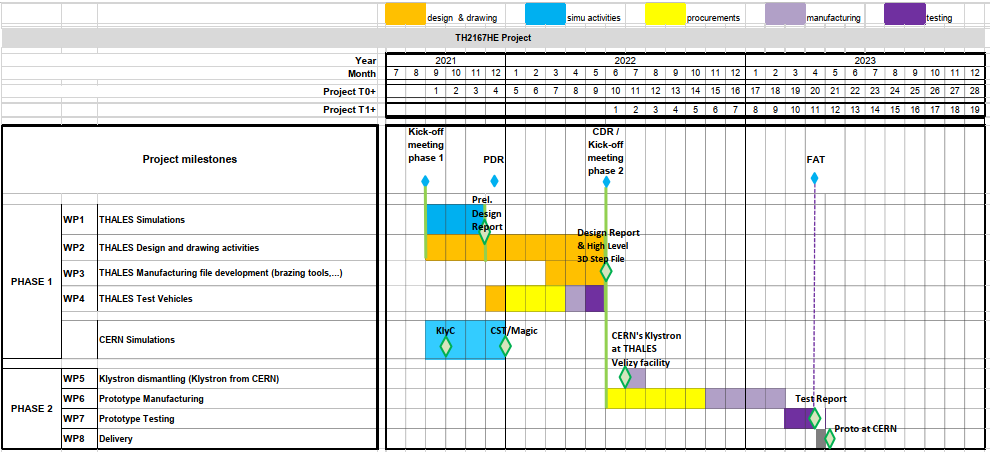 design & drawing simu activities procurements manufacturing testing
TH2167HE Project
Year 2021 2022 2023
Month 7 8 9 10 11 12 1 2 3 4 5 6 7 8 9 10 11 12 1 2 3 4 5 6 7 8 9 10 11 12
Project T0+ 1 2 3 4 5 6 7 8 9 10 11 12 13 14 15 16 17 18 19 20 21 22 23 24 25 26 27 28
Project T1+ 1 2 3 4 5 6 7 8 9 10 11 12 13 14 15 16 17 18 19
Project milestones
Kick-off
meeting
phase 1
PDR
CDR /
Kick-off
meeting
phase 2
FAT
PHASE 1
WP1 THALES Simulations
Prel.
Design
Report
WP2 THALES Design and drawing activities
Design Report
& High Level
3D Step File
WP3 THALES Manufacturing file development (brazing tools,...)
WP4 THALES Test Vehicles
CERN Simulations
KlyC
CST/Magic
CERN's Klystron
at THALES
Velizy facility
PHASE 2
WP5 Klystron dismantling (Klystron from CERN)
WP6 Prototype Manufacturing
Test Report
WP7 Prototype Testing
Proto at CERN
WP8 Delivery